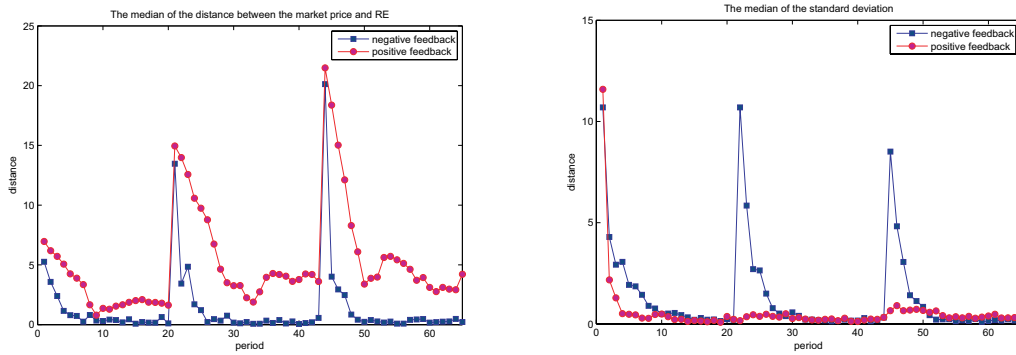 The median of the distance between the market price and RE
25
20
15
10
5
0
0
10
20
30
40
50
60
distance
period
negative feedback
positive feedback
The median of the standard deviation
15
10
5
0
0
10
20
30
40
50
60
distance
period
negative feedback
positive feedback